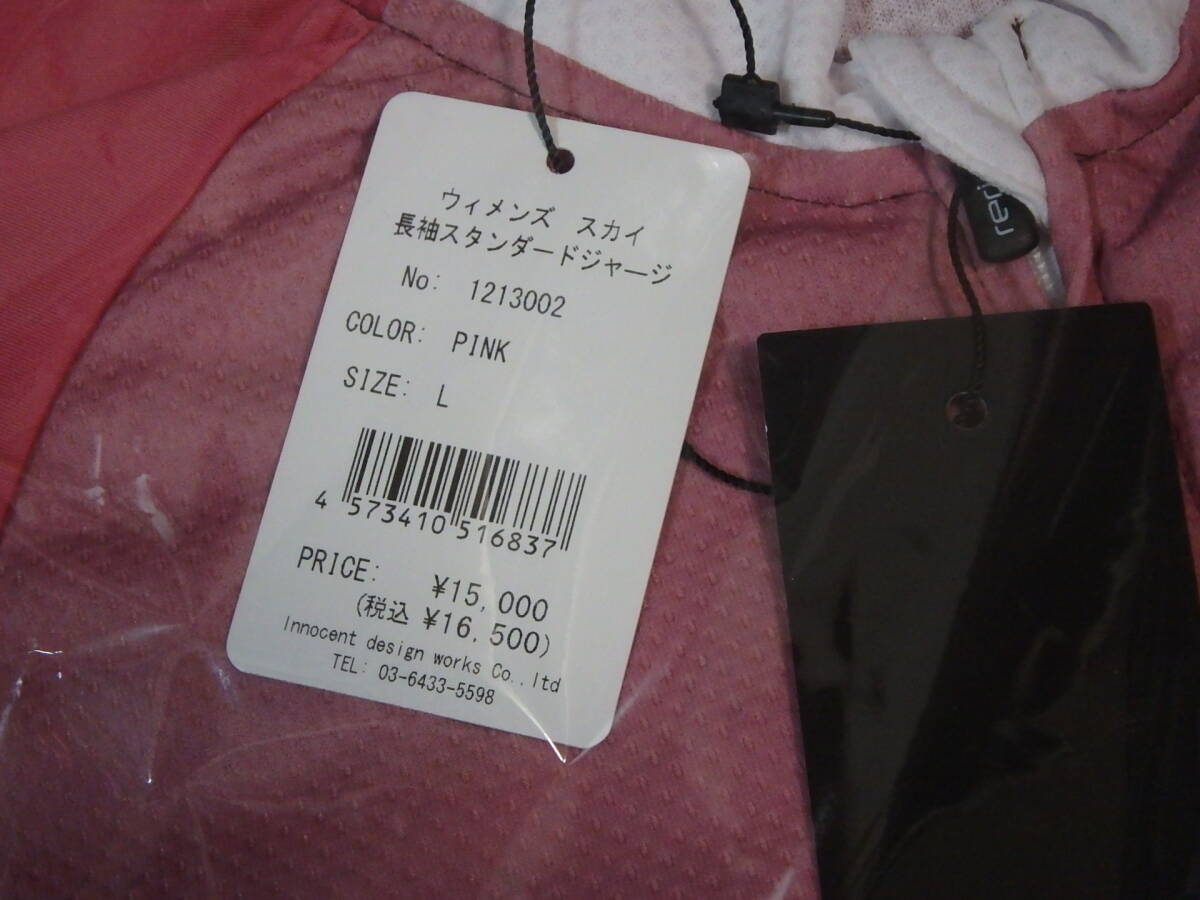 ウィメンズ スカイ
長袖スタンダードジャージ
No: 1213002
COLOR: PINK
SIZE: L
4 573410 516837
PRICE: ¥15,000
(税込 ¥16,500)
Innocent design works Co.,ltd
TEL: 03-6433-5598